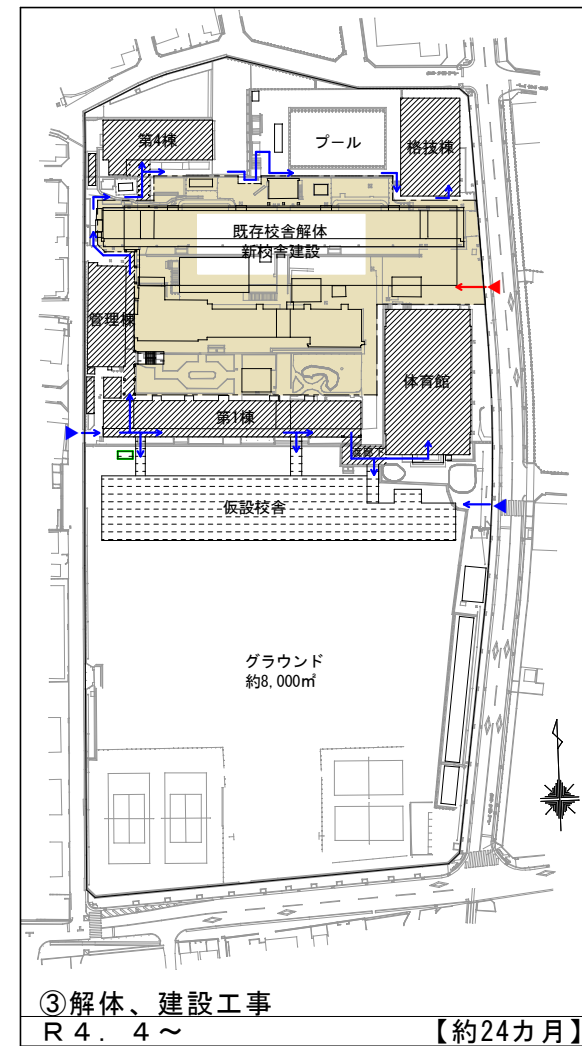 第4棟
プール
格技棟
既存校舎解体
新校舎建設
管理棟
体育館
第1棟
渡廊下
仮設校舎
グラウンド
約8,000㎡
③解体、建設工事
R4. 4～
【約24カ月】